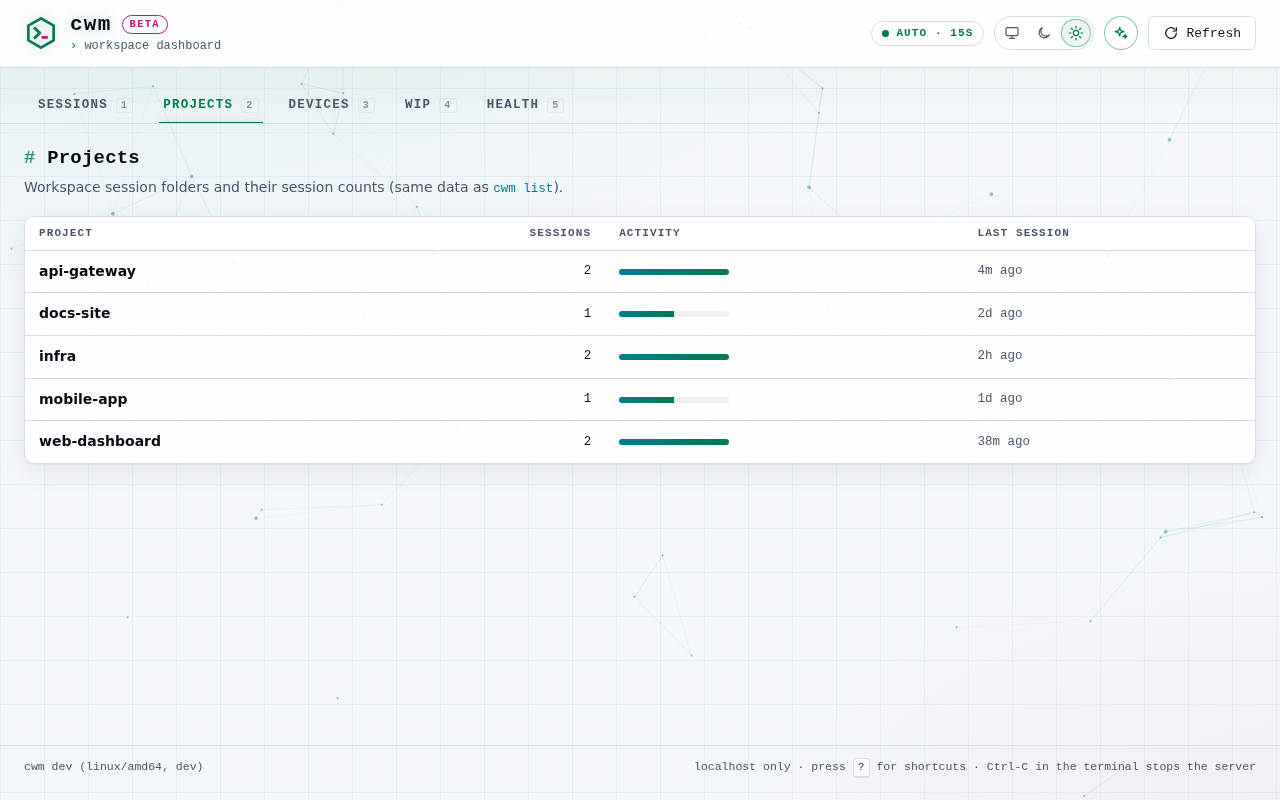 cwm BETA
› workspace dashboard
AUTO · 15S
Refresh
SESSIONS 1 PROJECTS 2 DEVICES 3 WIP 4 HEALTH 5
# Projects
Workspace session folders and their session counts (same data as cwm list).
PROJECT SESSIONS ACTIVITY LAST SESSION
api-gateway 2 4m ago
docs-site 1 2d ago
infra 2 2h ago
mobile-app 1 1d ago
web-dashboard 2 38m ago
cwm dev (linux/amd64, dev)
localhost only · press ? for shortcuts · Ctrl-C in the terminal stops the server